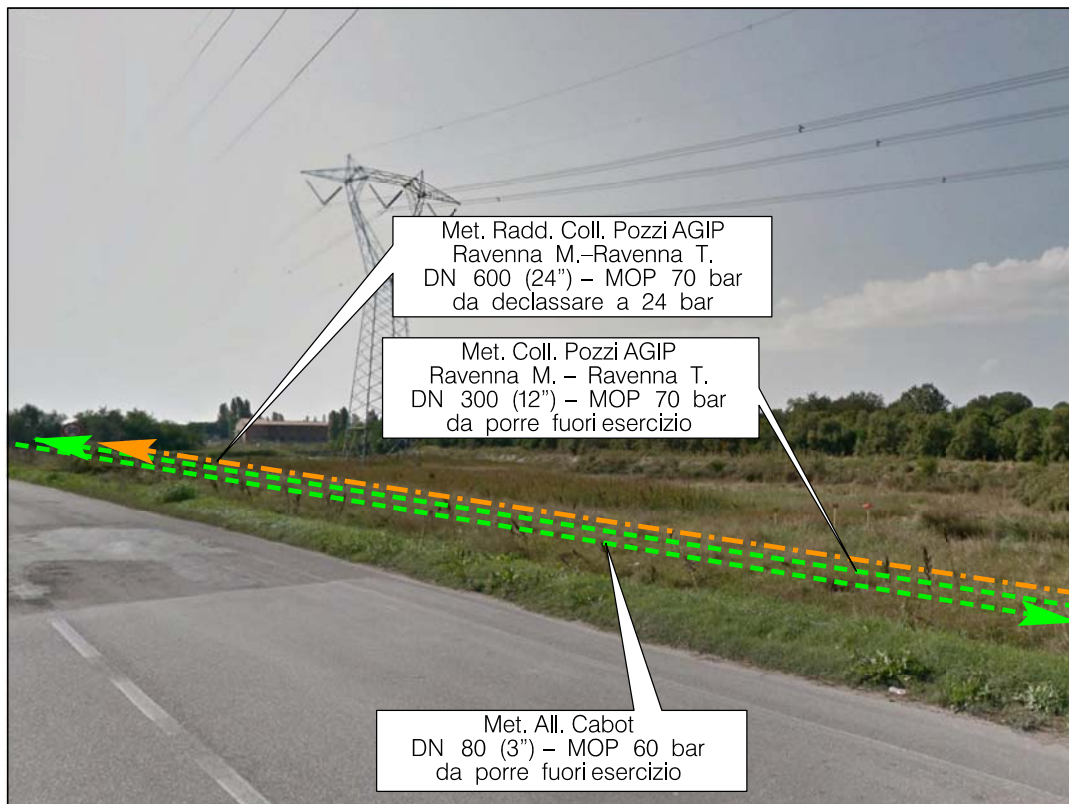 Met. Radd. Coll. Pozzi AGIP
Ravenna M.–Ravenna T.
DN 600 (24") – MOP 70 bar
da declassare a 24 bar
Met. Coll. Pozzi AGIP
Ravenna M. – Ravenna T.
DN 300 (12") – MOP 70 bar
da porre fuori esercizio
Met. All. Cabot
DN 80 (3") – MOP 60 bar
da porre fuori esercizio